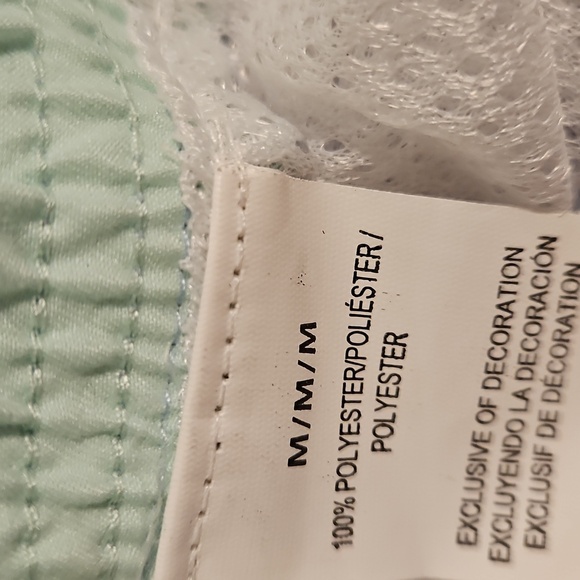 M/M/M
100% POLYESTER/POLIÉSTER/
POLYESTER
EXCLUSIVE OF DECORATION
EXCLUYENDO LA DECORACIÓN
EXCLUSIF DE DÉCORATION